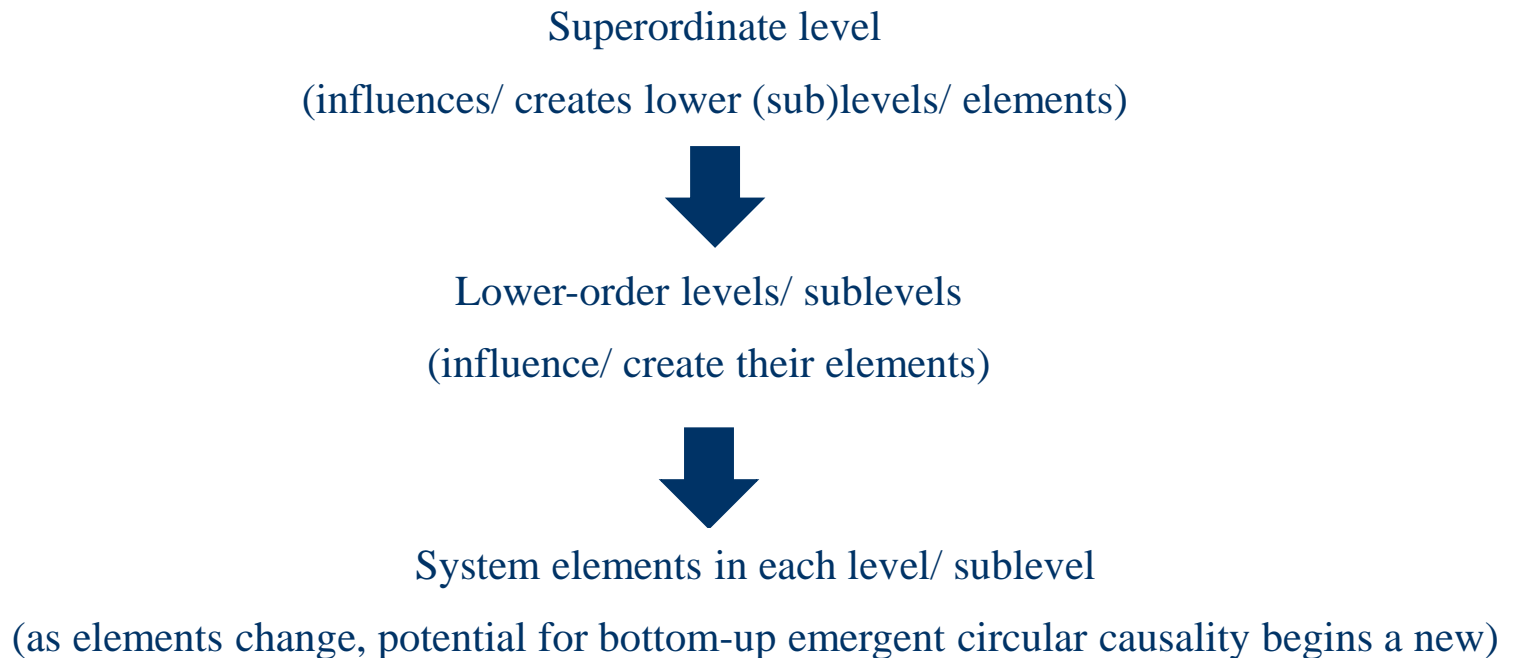 Superordinate level
(influences/ creates lower (sub)levels/ elements)
Lower-order levels/ sublevels
(influence/ create their elements)
System elements in each level/ sublevel
(as elements change, potential for bottom-up emergent circular causality begins a new)